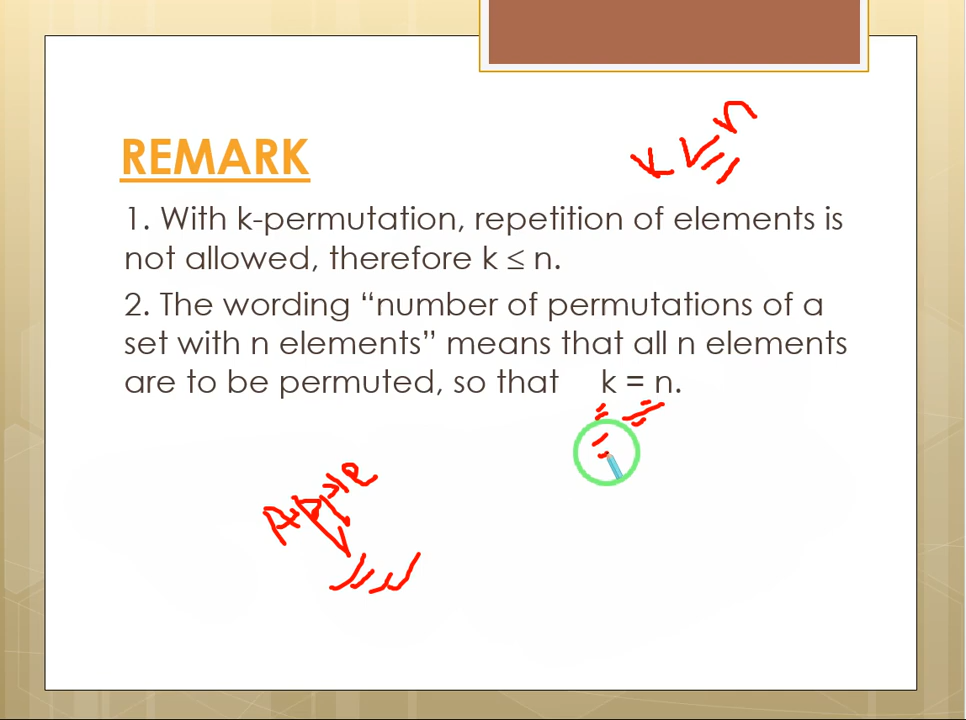 K ≤ n
REMARK
1. With k-permutation, repetition of elements is
not allowed, therefore k ≤ n.
2. The wording “number of permutations of a
set with n elements” means that all n elements
are to be permuted, so that k = n.
Apple